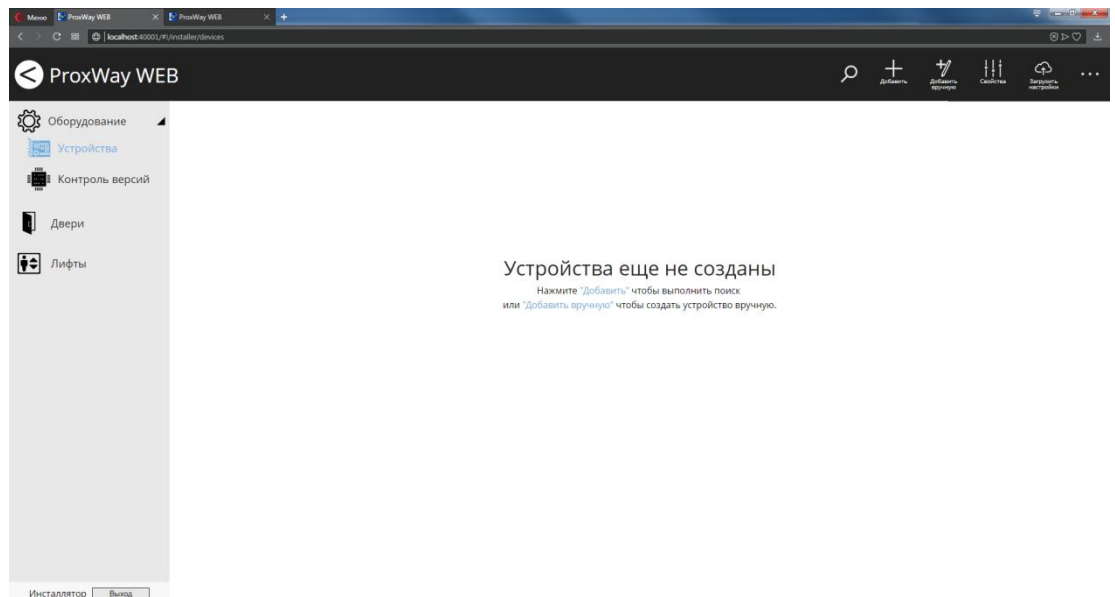 Меню
ProxWay WEB
ProxWay WEB
localhost:40001/#!/installer/devices
ProxWay WEB
Добавить
Добавить вручную
Свойства
Загрузить настройки
Оборудование
Устройства
Контроль версий
Двери
Лифты
Устройства еще не созданы
Нажмите "Добавить" чтобы выполнить поиск
или "Добавить вручную" чтобы создать устройство вручную.
Инсталлятор
Выход